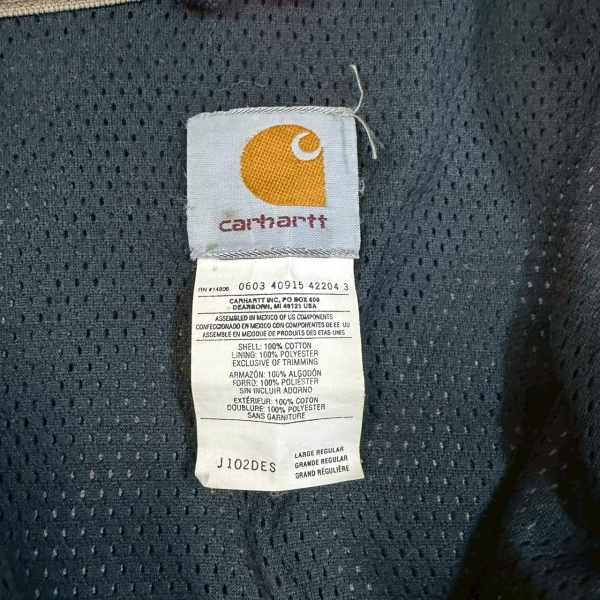 carhartt
RN #14806 0603 40915 42204 3
CARHARTT INC, PO BOX 600
DEARBORN, MI 48121 USA
ASSEMBLED IN MEXICO OF US COMPONENTS
CONFECCIONADO EN MEXICO CON COMPONENTES DE EE UU
ASSEMBLE EN MEXIQUE DE PRODUITS DES ETAS/UNIS
SHELL: 100% COTTON
LINING: 100% POLYESTER
EXCLUSIVE OF TRIMMING
ARMAZÓN: 100% ALGODÓN
FORRO: 100% POLIÉSTER
SIN INCLUIR ADORNO
EXTÉRIEUR: 100% COTON
DOUBLURE: 100% POLYESTER
SANS GARNITURE
J102DES
LARGE REGULAR
GRANDE REGULAR
GRAND RÉGULIÈRE